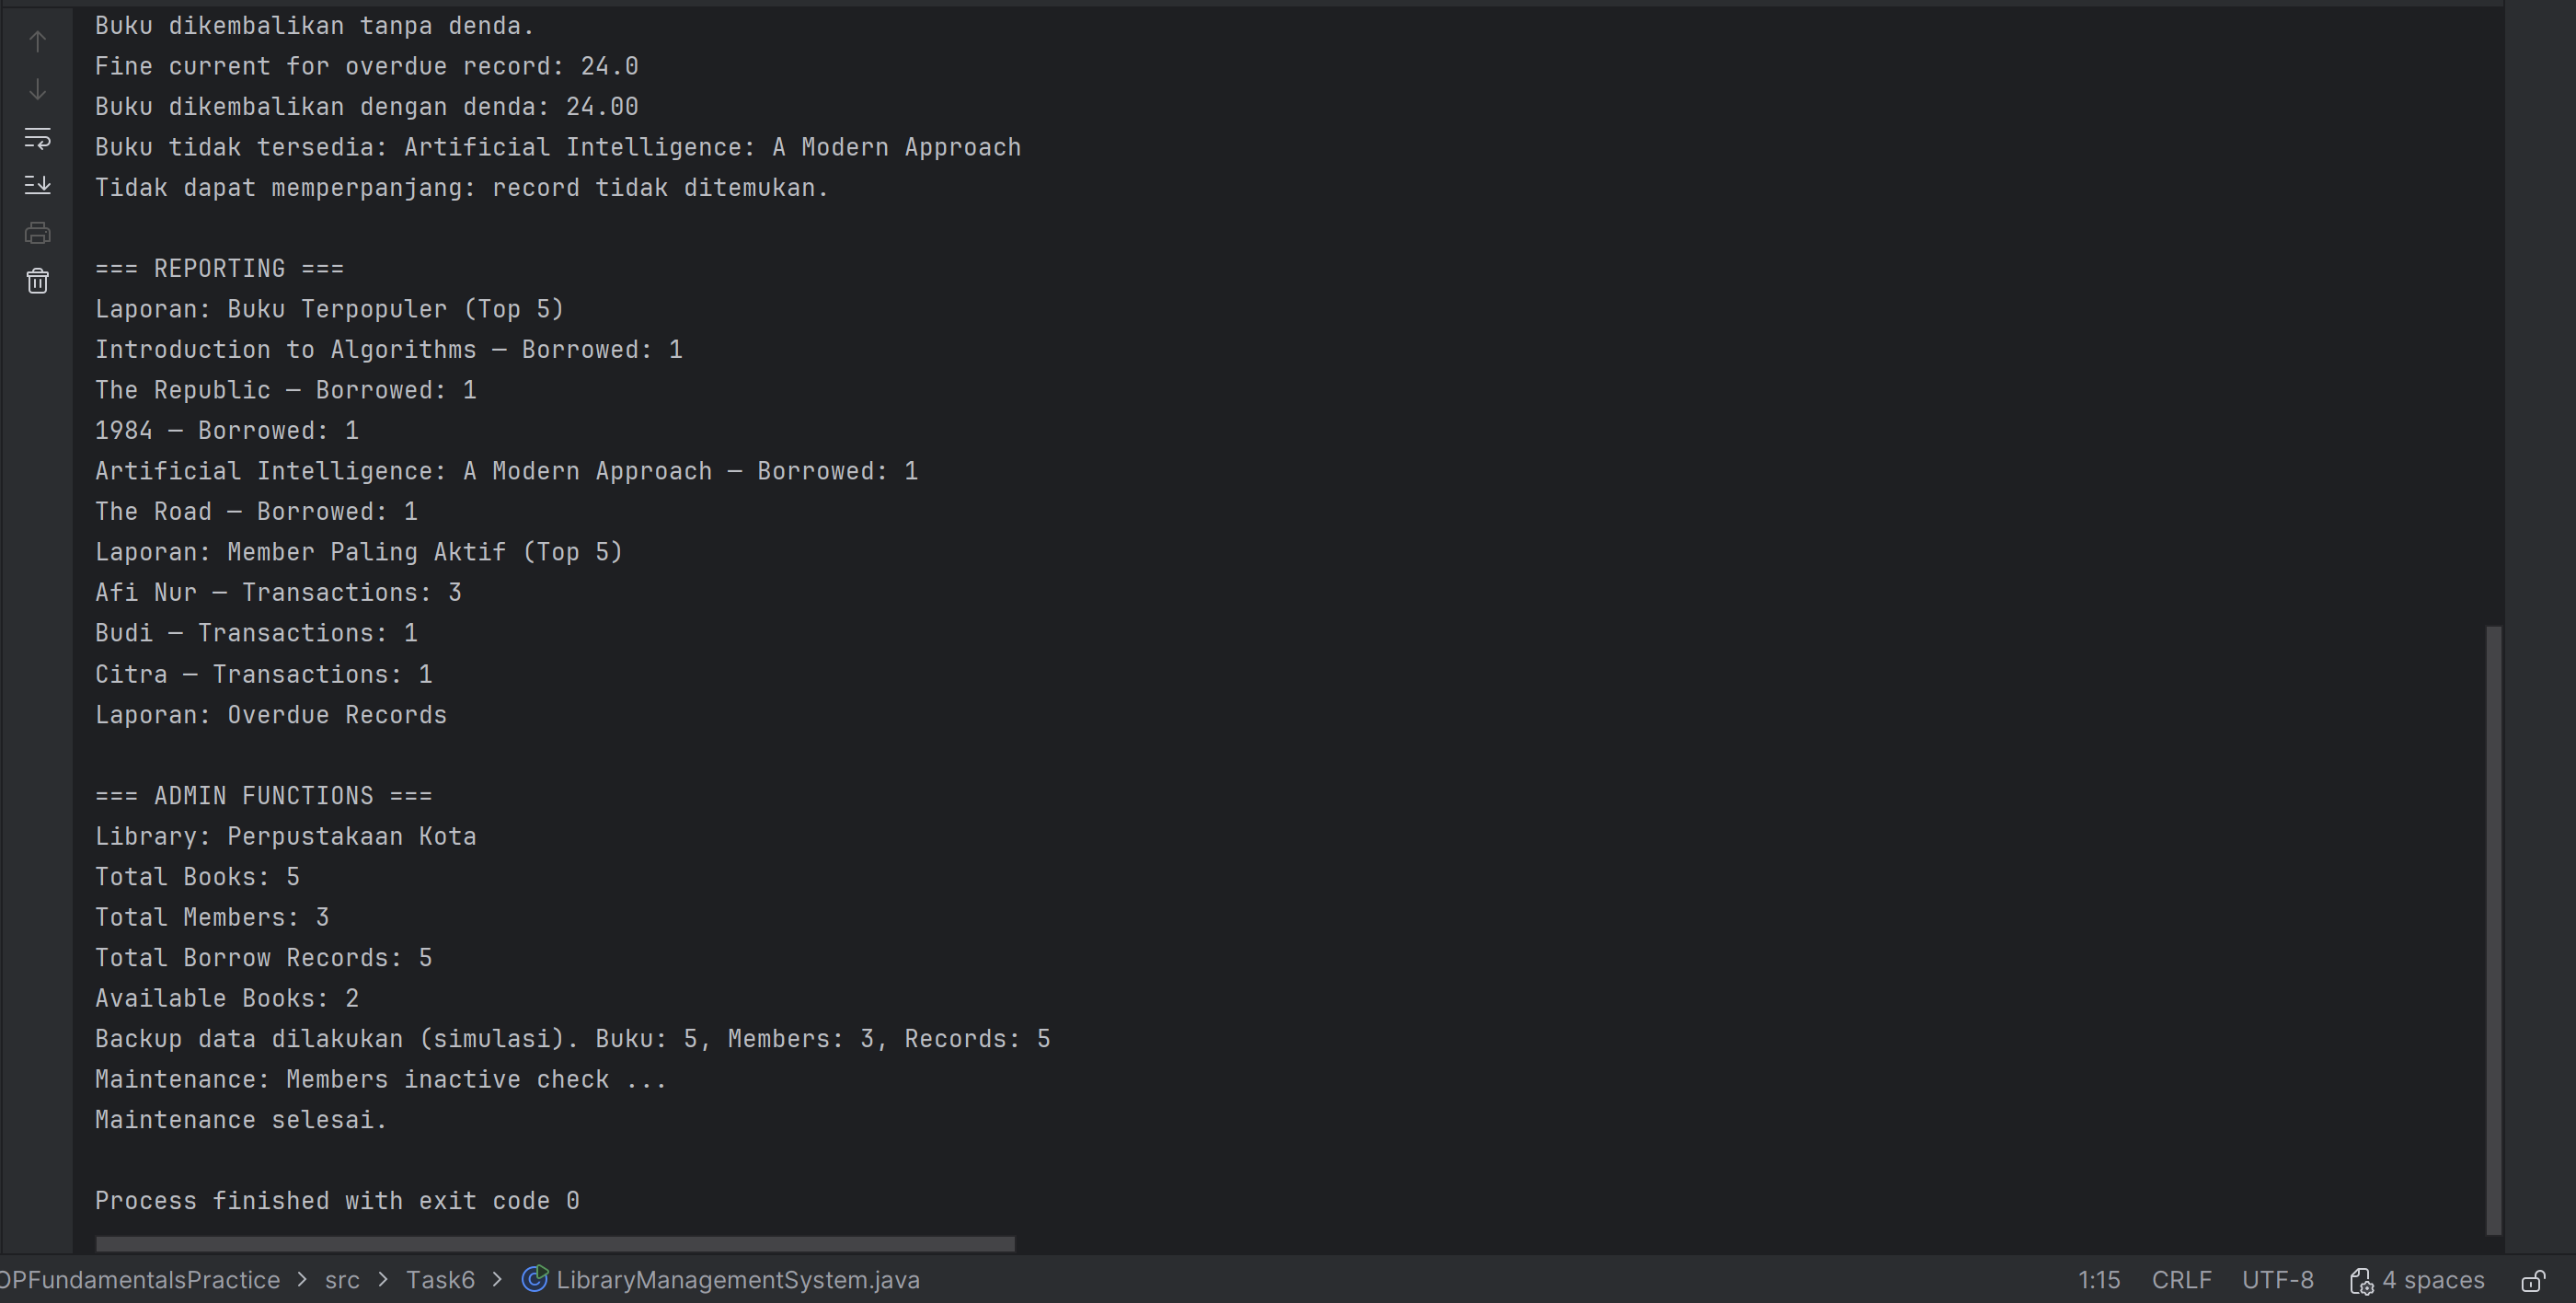 Buku dikembalikan tanpa denda.
Fine current for overdue record: 24.0
Buku dikembalikan dengan denda: 24.00
Buku tidak tersedia: Artificial Intelligence: A Modern Approach
Tidak dapat memperpanjang: record tidak ditemukan.
=== REPORTING ===
Laporan: Buku Terpopuler (Top 5)
Introduction to Algorithms — Borrowed: 1
The Republic — Borrowed: 1
1984 — Borrowed: 1
Artificial Intelligence: A Modern Approach — Borrowed: 1
The Road — Borrowed: 1
Laporan: Member Paling Aktif (Top 5)
Afi Nur — Transactions: 3
Budi — Transactions: 1
Citra — Transactions: 1
Laporan: Overdue Records
=== ADMIN FUNCTIONS ===
Library: Perpustakaan Kota
Total Books: 5
Total Members: 3
Total Borrow Records: 5
Available Books: 2
Backup data dilakukan (simulasi). Buku: 5, Members: 3, Records: 5
Maintenance: Members inactive check ...
Maintenance selesai.
Process finished with exit code 0
OPFundamentalsPractice > src > Task6 > LibraryManagementSystem.java 1:15 CRLF UTF-8 4 spaces